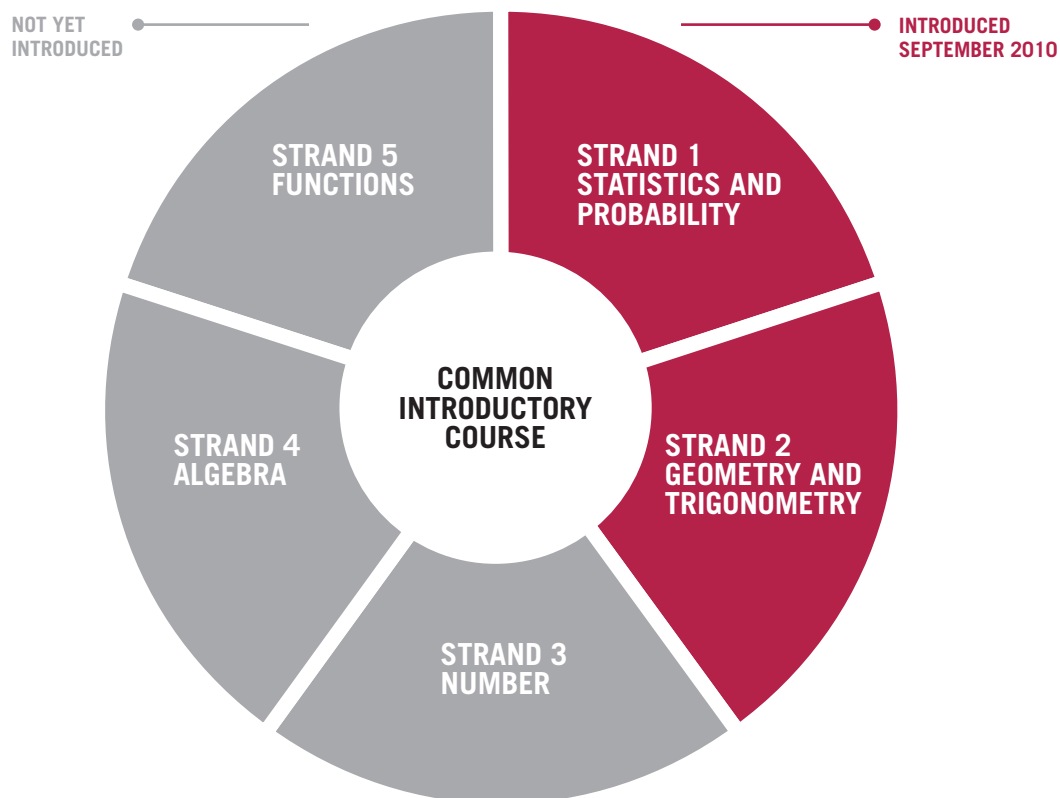 NOT YET
INTRODUCED
INTRODUCED
SEPTEMBER 2010
STRAND 5
FUNCTIONS
STRAND 1
STATISTICS AND
PROBABILITY
COMMON
INTRODUCTORY
COURSE
STRAND 4
ALGEBRA
STRAND 2
GEOMETRY AND
TRIGONOMETRY
STRAND 3
NUMBER